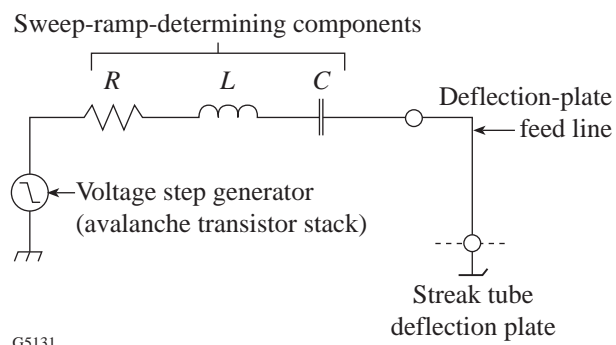 Sweep-ramp-determining components
R
L
C
Deflection-plate
feed line
Voltage step generator
(avalanche transistor stack)
Streak tube
deflection plate
G5131